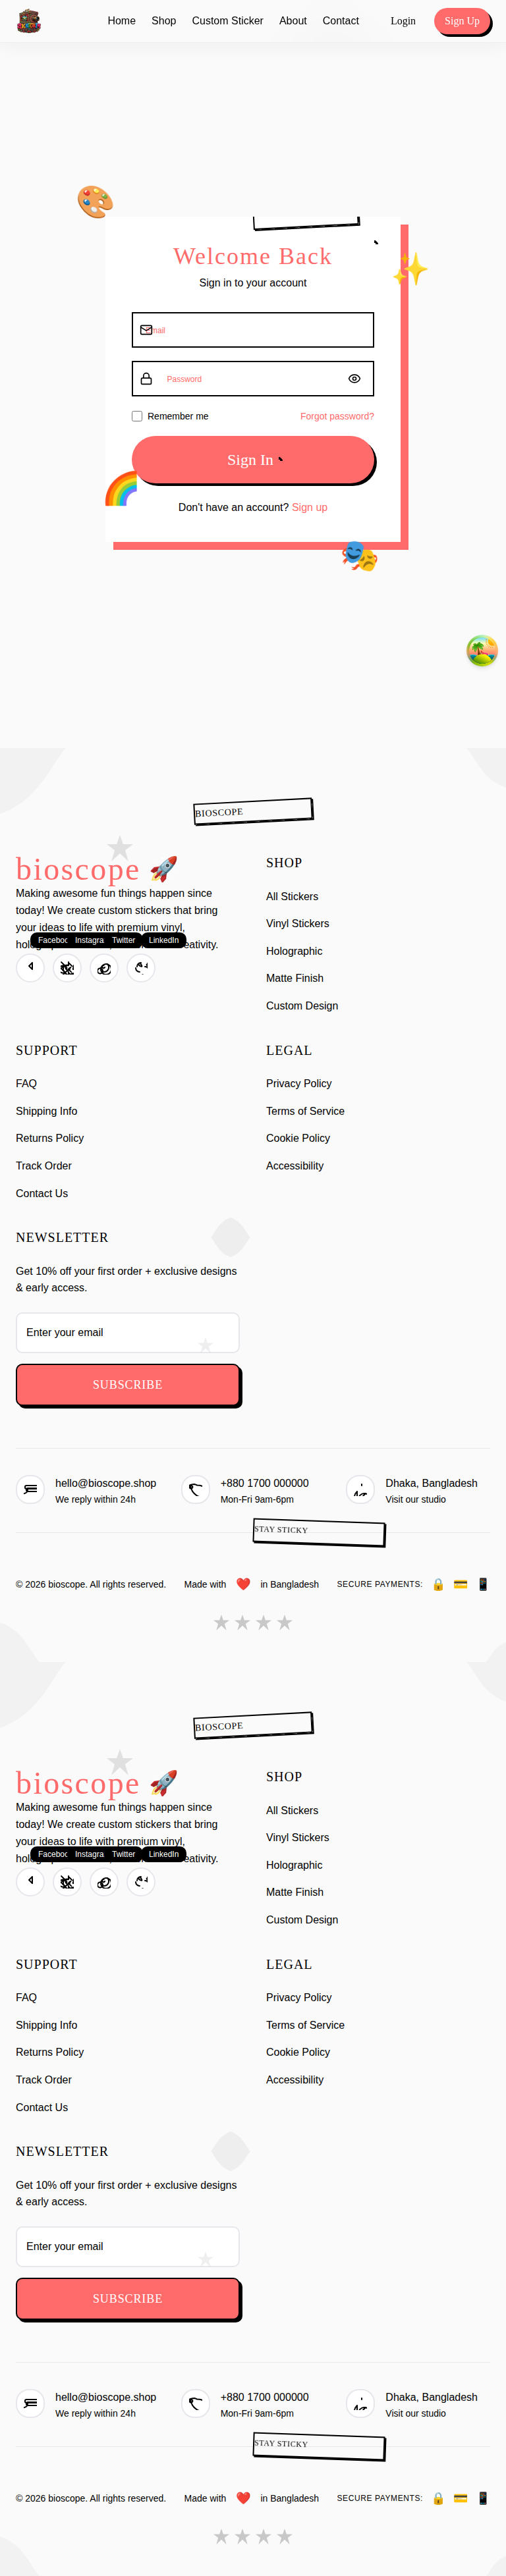 Home Shop Custom Sticker About Contact Login Sign Up
Welcome Back
Sign in to your account
Email
Password
Remember me Forgot password?
Sign In
Don't have an account? Sign up
BIOSCOPE
bioscope
Making awesome fun things happen since
today! We create custom stickers that bring
your ideas to life with premium vinyl,
Facebook Instagra Twitter LinkedIn
SHOP
All Stickers
Vinyl Stickers
Holographic
Matte Finish
Custom Design
SUPPORT
FAQ
Shipping Info
Returns Policy
Track Order
Contact Us
LEGAL
Privacy Policy
Terms of Service
Cookie Policy
Accessibility
NEWSLETTER
Get 10% off your first order + exclusive designs
& early access.
Enter your email
SUBSCRIBE
hello@bioscope.shop
We reply within 24h
+880 1700 000000
Mon-Fri 9am-6pm
Dhaka, Bangladesh
Visit our studio
STAY STICKY
© 2026 bioscope. All rights reserved. Made with ❤️ in Bangladesh SECURE PAYMENTS:
BIOSCOPE
bioscope
Making awesome fun things happen since
today! We create custom stickers that bring
your ideas to life with premium vinyl,
Facebook Instagra Twitter LinkedIn
SHOP
All Stickers
Vinyl Stickers
Holographic
Matte Finish
Custom Design
SUPPORT
FAQ
Shipping Info
Returns Policy
Track Order
Contact Us
LEGAL
Privacy Policy
Terms of Service
Cookie Policy
Accessibility
NEWSLETTER
Get 10% off your first order + exclusive designs
& early access.
Enter your email
SUBSCRIBE
hello@bioscope.shop
We reply within 24h
+880 1700 000000
Mon-Fri 9am-6pm
Dhaka, Bangladesh
Visit our studio
STAY STICKY
© 2026 bioscope. All rights reserved. Made with ❤️ in Bangladesh SECURE PAYMENTS: